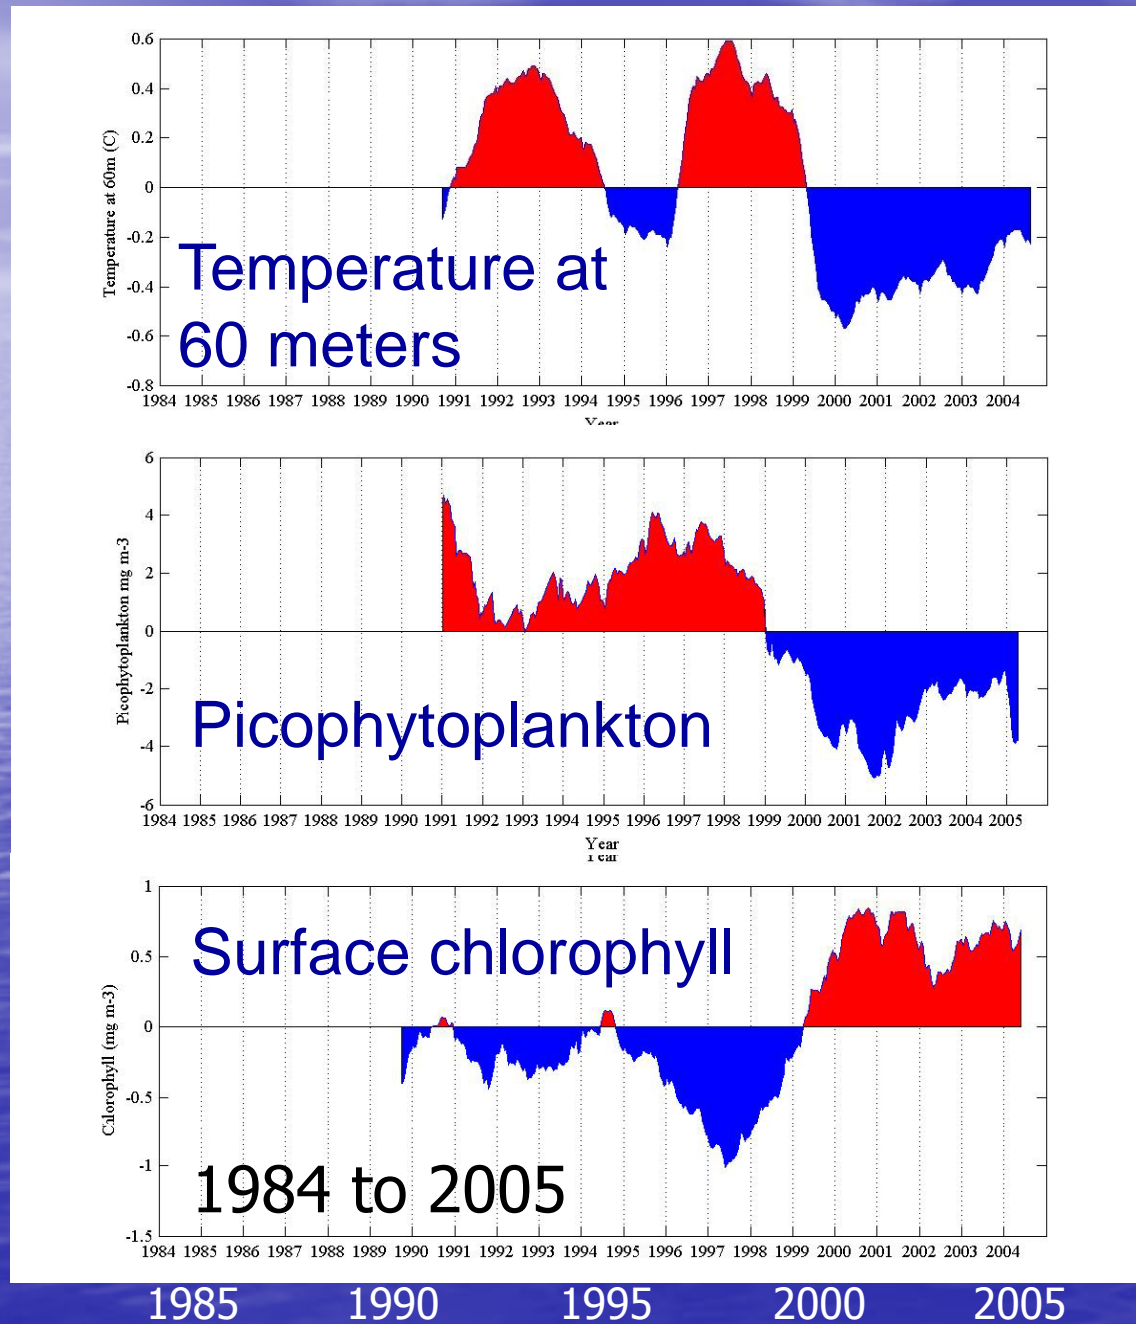 0.6
0.4
0.2
0
-0.2
-0.4
-0.6
-0.8
Temperature at 60m (C)
Temperature at
60 meters
1984 1985 1986 1987 1988 1989 1990 1991 1992 1993 1994 1995 1996 1997 1998 1999 2000 2001 2002 2003 2004
Year
6
4
2
0
-2
-4
-6
Picophytoplankton mg m-3
Picophytoplankton
1984 1985 1986 1987 1988 1989 1990 1991 1992 1993 1994 1995 1996 1997 1998 1999 2000 2001 2002 2003 2004 2005
Year
Year
1
0.5
0
-0.5
-1
-1.5
Chlorophyll (mg m-3)
Surface chlorophyll
1984 to 2005
1984 1985 1986 1987 1988 1989 1990 1991 1992 1993 1994 1995 1996 1997 1998 1999 2000 2001 2002 2003 2004
1985 1990 1995 2000 2005